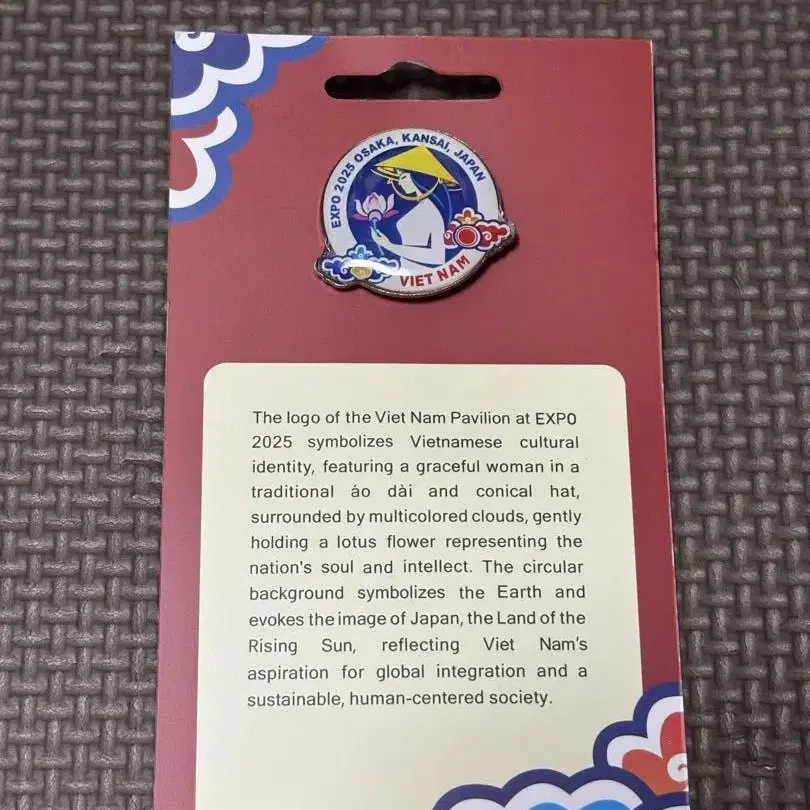 EXPO 2025 OSAKA, KANSAI, JAPAN
VIET NAM
The logo of the Viet Nam Pavilion at EXPO
2025 symbolizes Vietnamese cultural
identity, featuring a graceful woman in a
traditional áo dài and conical hat,
surrounded by multicolored clouds, gently
holding a lotus flower representing the
nation's soul and intellect. The circular
background symbolizes the Earth and
evokes the image of Japan, the Land of the
Rising Sun, reflecting Viet Nam’s
aspiration for global integration and a
sustainable, human-centered society.